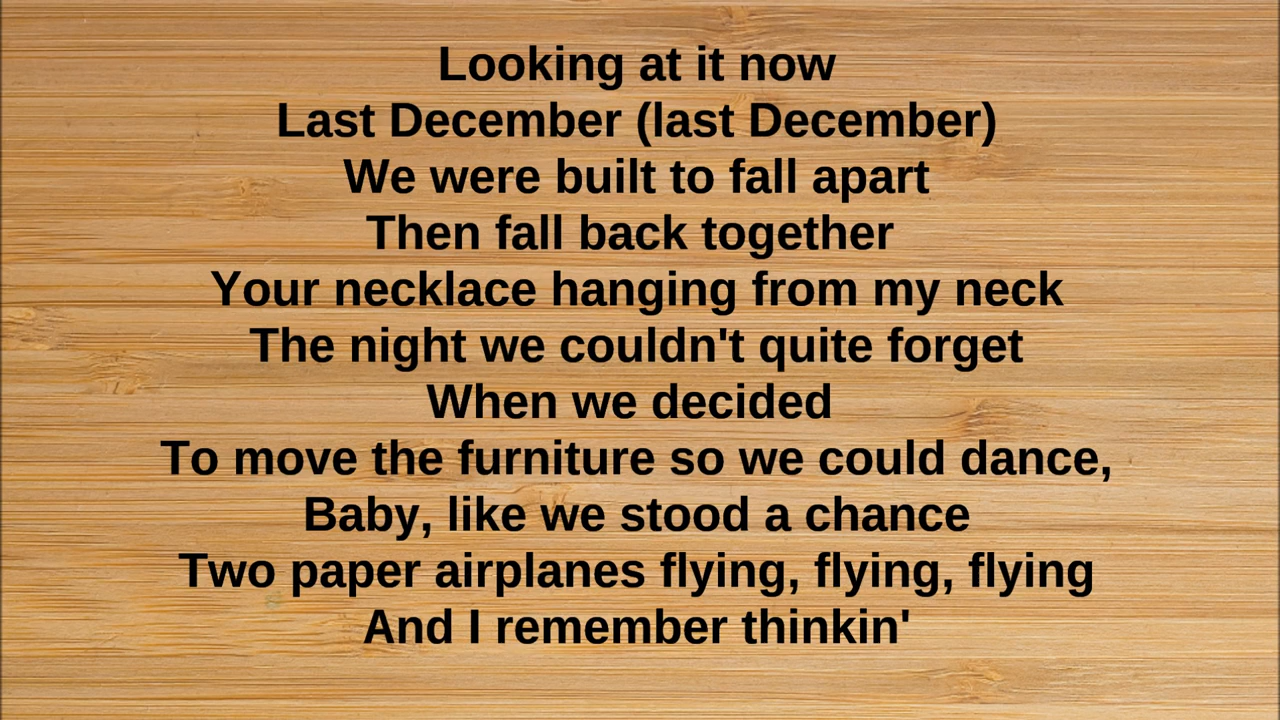 Looking at it now
Last December (last December)
We were built to fall apart
Then fall back together
Your necklace hanging from my neck
The night we couldn't quite forget
When we decided
To move the furniture so we could dance,
Baby, like we stood a chance
Two paper airplanes flying, flying, flying
And I remember thinkin'